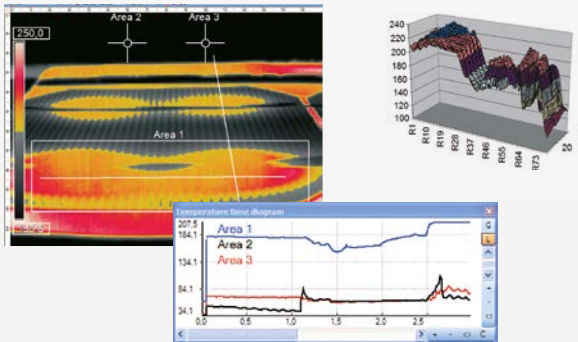 Area 2
Area 3
250,0
Area 1
240
220
200
180
160
140
120
100
R1
R10
R19
R28
R37
R46
R55
R64
R73
20
Temperature time diagram
207,5
184,1
134,1
84,1
34,1
Area 1
Area 2
Area 3
0,0
0,5
1,0
1,5
2,0
2,5